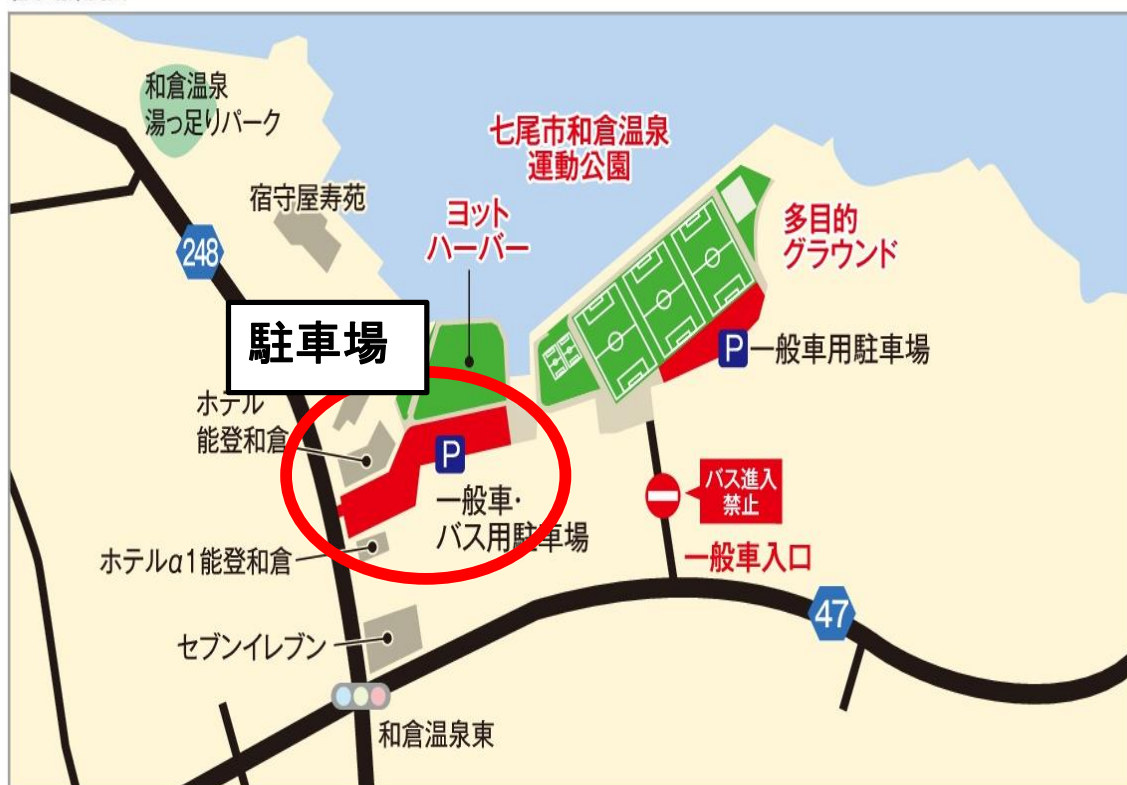 和倉温泉
湯っ足りパーク
七尾市和倉温泉
運動公園
宿守屋寿苑
ヨット
ハーバー
多目的
グラウンド
248
駐車場
P 一般車用駐車場
ホテル
能登和倉
P
一般車・
バス用駐車場
バス進入
禁止
ホテルα1能登和倉
一般車入口
47
セブンイレブン
和倉温泉東